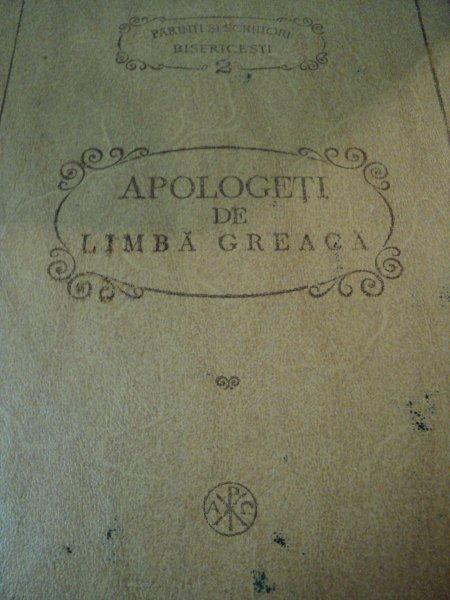 PĂRINȚI ȘI SCRIITORI
BISERICEȘTI
2
APOLOGEȚI
DE
LIMBĂ GREACĂ
A P C